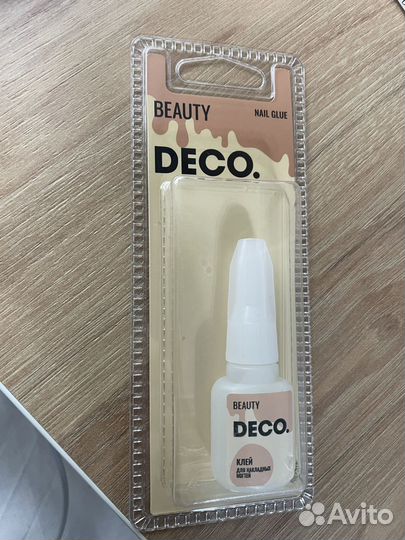 BEAUTY
NAIL GLUE
DECO.
BEAUTY
DECO.
КЛЕЙ
ДЛЯ НАКЛАДНЫХ
НОГТЕЙ
Avito